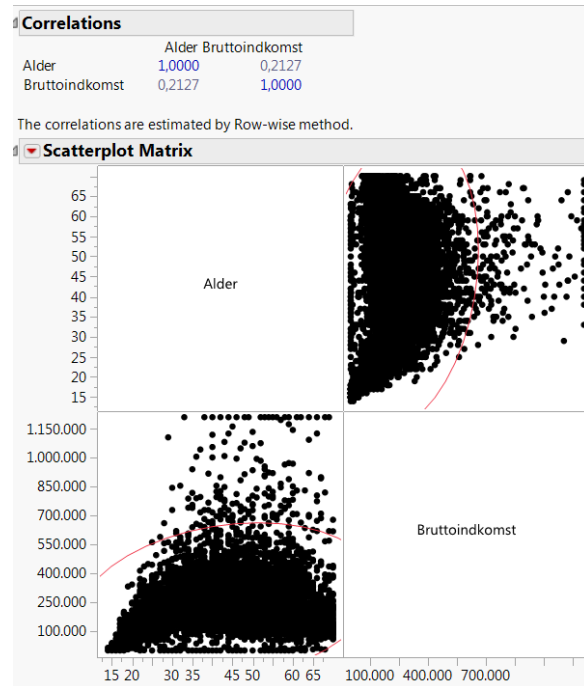 Correlations
Alder Bruttoindkomst
Alder 1,0000 0,2127
Bruttoindkomst 0,2127 1,0000
The correlations are estimated by Row-wise method.
Scatterplot Matrix
65
60
55
50
45
40
35
30
25
20
15
Alder
1.150.000
1.000.000
850.000
700.000
550.000
400.000
250.000
100.000
Bruttoindkomst
15 20 30 35 45 50 60 65 100.000 400.000 700.000